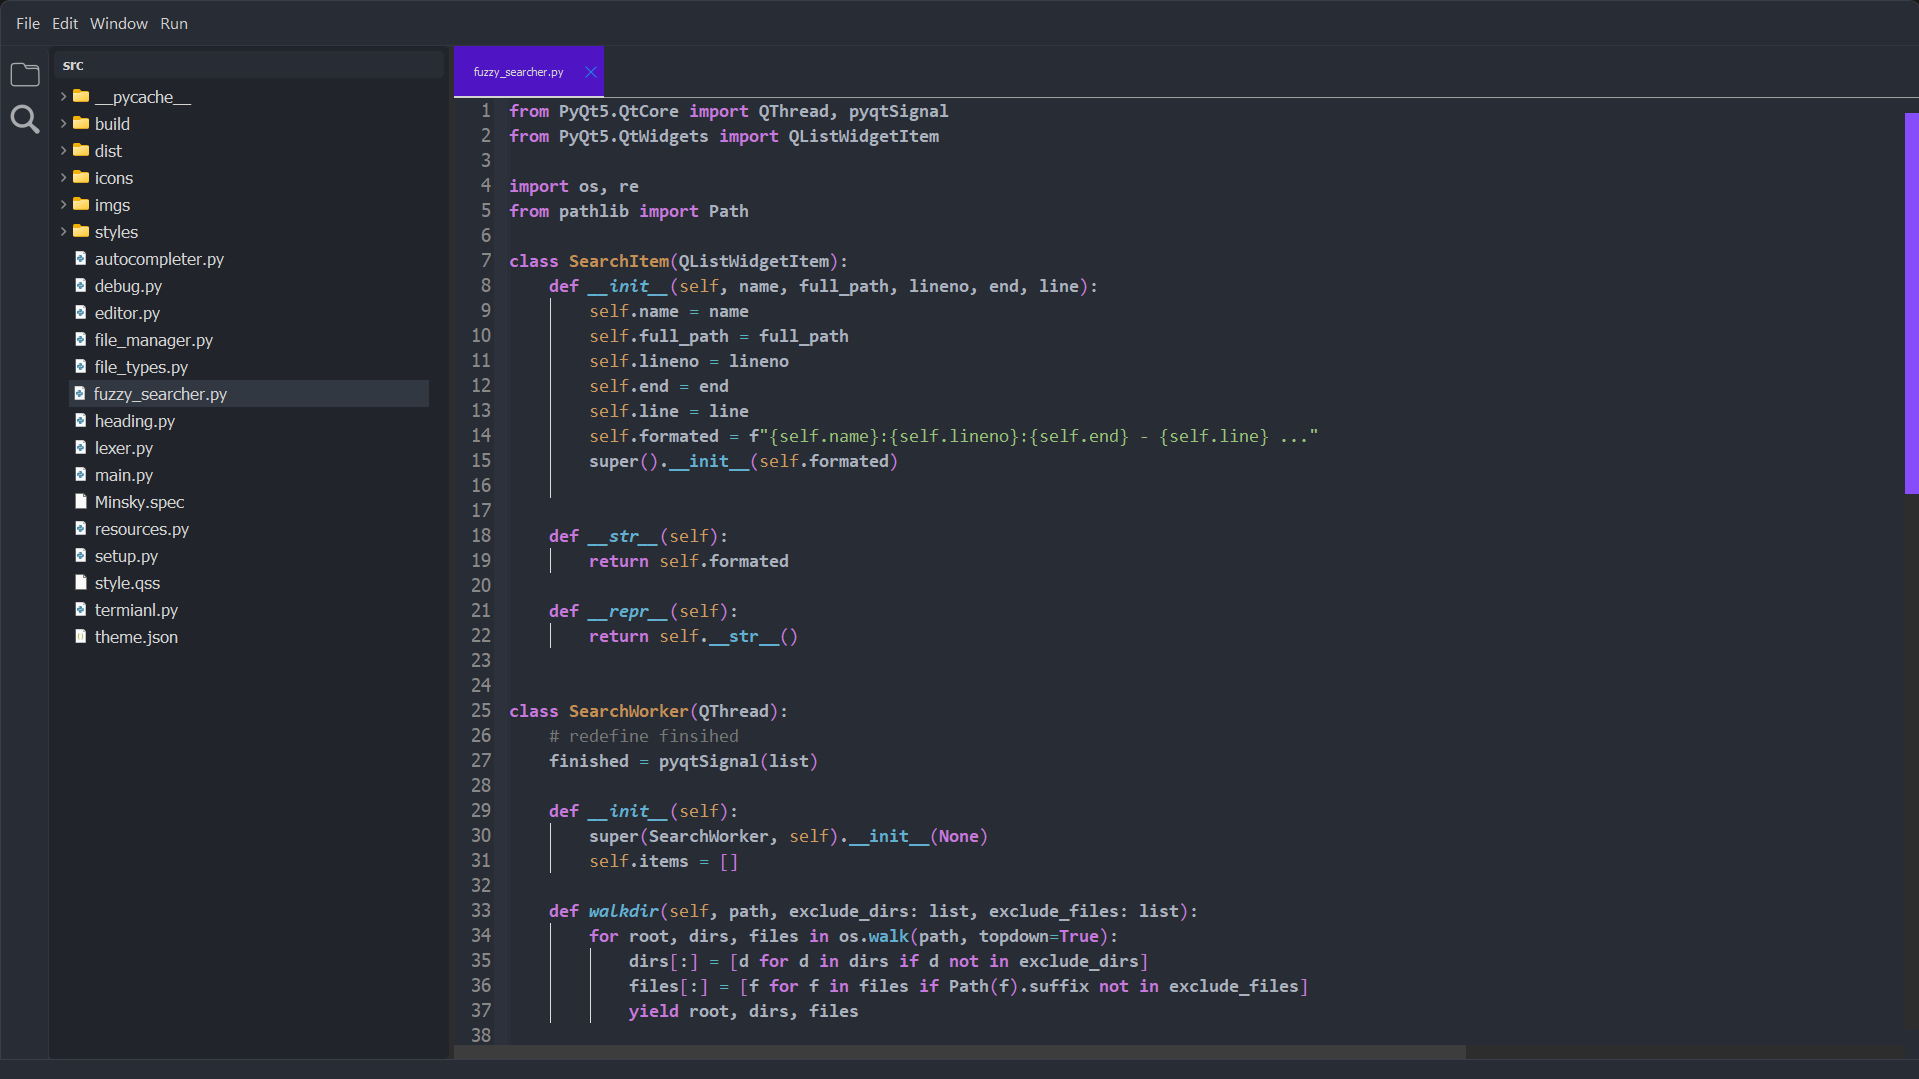 File Edit Window Run
src
__pycache__
build
dist
icons
imgs
styles
autocompleter.py
debug.py
editor.py
file_manager.py
file_types.py
fuzzy_searcher.py
heading.py
lexer.py
main.py
Minsky.spec
resources.py
setup.py
style.qss
termianl.py
theme.json
fuzzy_searcher.py
1 from PyQt5.QtCore import QThread, pyqtSignal
2 from PyQt5.QtWidgets import QListWidgetItem
3
4 import os, re
5 from pathlib import Path
6
7 class SearchItem(QListWidgetItem):
8     def __init__(self, name, full_path, lineno, end, line):
9         self.name = name
10         self.full_path = full_path
11         self.lineno = lineno
12         self.end = end
13         self.line = line
14         self.formated = f"{self.name}:{self.lineno}:{self.end} - {self.line} ..."
15         super().__init__(self.formated)
16
17
18     def __str__(self):
19         return self.formated
20
21     def __repr__(self):
22         return self.__str__()
23
24
25 class SearchWorker(QThread):
26     # redefine finsihed
27     finished = pyqtSignal(list)
28
29     def __init__(self):
30         super(SearchWorker, self).__init__(None)
31         self.items = []
32
33     def walkdir(self, path, exclude_dirs: list, exclude_files: list):
34         for root, dirs, files in os.walk(path, topdown=True):
35             dirs[:] = [d for d in dirs if d not in exclude_dirs]
36             files[:] = [f for f in files if Path(f).suffix not in exclude_files]
37             yield root, dirs, files
38